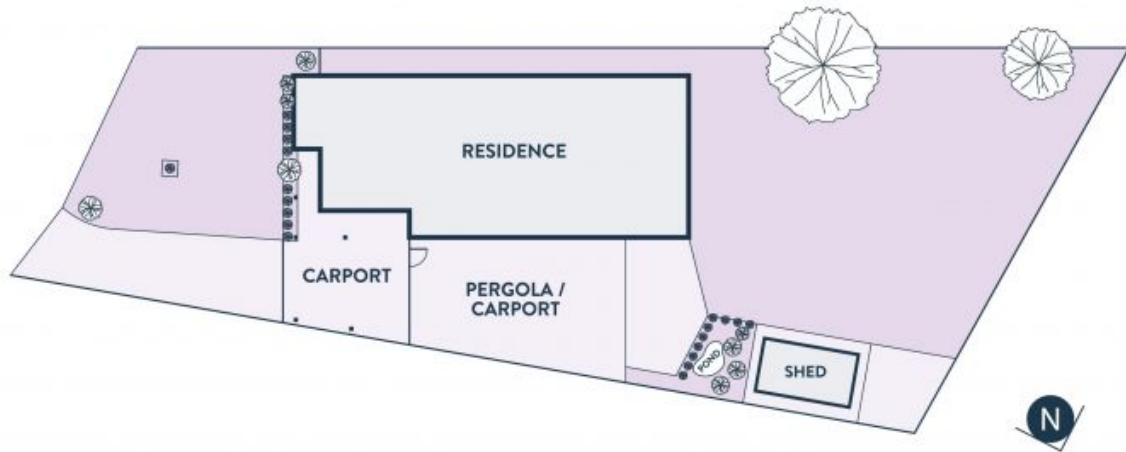 RESIDENCE
CARPORT
PERGOLA /
CARPORT
POND
SHED
N